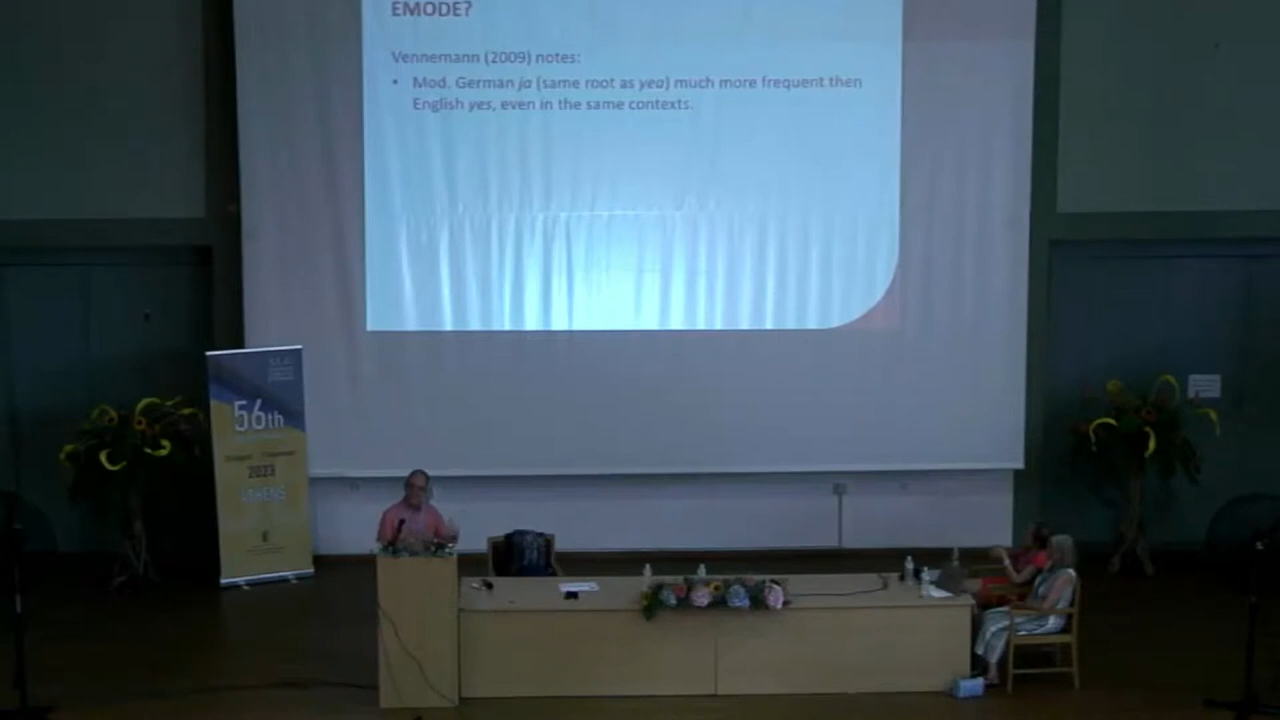 EMODE?
Vennemann (2009) notes:
• Mod. German ja (same root as yea) much more frequent then
English yes, even in the same contexts.
56th
2023
ATHENS